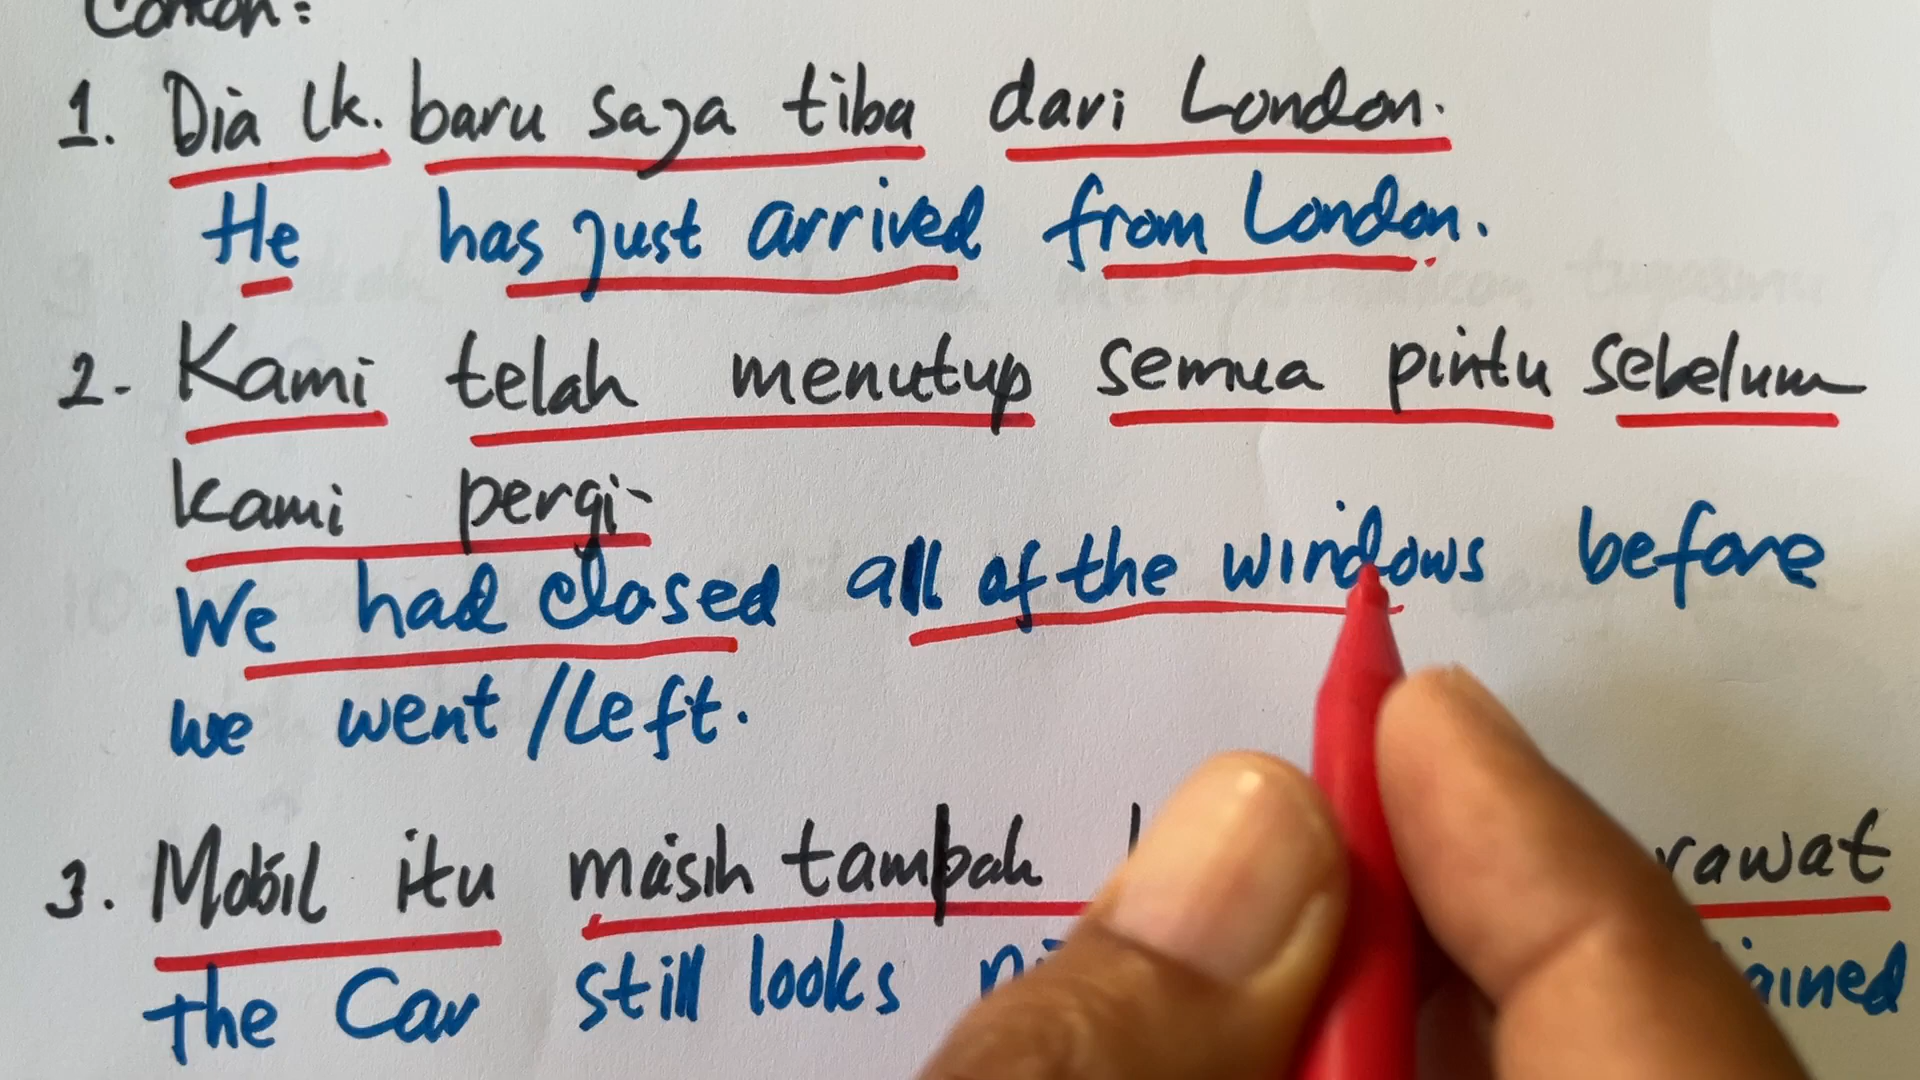 Contoh:
1. Dia lk. baru saja tiba dari London.
He has just arrived from London.
2- Kami telah menutup semua pintu sebelum
kami pergi-
We had closed all of the windows before
we went/left.
3. Mobil itu masih tampak rawat
the Car still looks